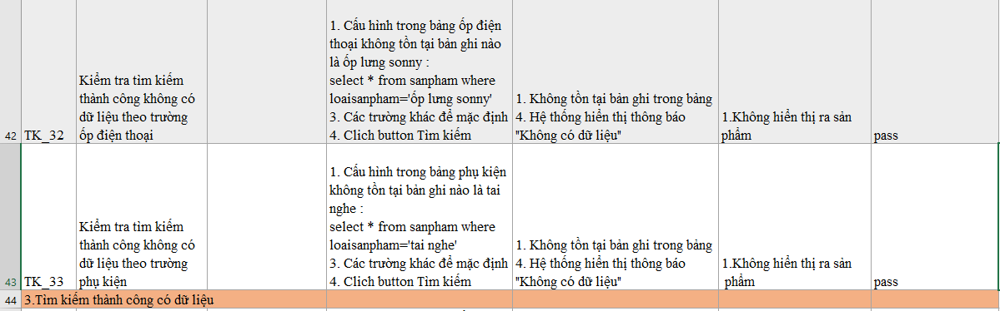 42
TK_32
Kiểm tra tìm kiếm
thành công không có
dữ liệu theo trường
ốp điện thoại
1. Cấu hình trong bảng ốp điện
thoại không tồn tại bản ghi nào
là ốp lưng sonny :
select * from sanpham where
loaisanpham='ốp lưng sonny'
3. Các trường khác để mặc định
4. Clich button Tìm kiếm
1. Không tồn tại bản ghi trong bảng
4. Hệ thống hiển thị thông báo
"Không có dữ liệu"
1.Không hiển thị ra sản
phẩm
pass
43
TK_33
Kiểm tra tìm kiếm
thành công không có
dữ liệu theo trường
phụ kiện
1. Cấu hình trong bảng phụ kiện
không tồn tại bản ghi nào là tai
nghe :
select * from sanpham where
loaisanpham='tai nghe'
3. Các trường khác để mặc định
4. Clich button Tìm kiếm
1. Không tồn tại bản ghi trong bảng
4. Hệ thống hiển thị thông báo
"Không có dữ liệu"
1.Không hiển thị ra sản
phẩm
pass
44
3.Tìm kiếm thành công có dữ liệu